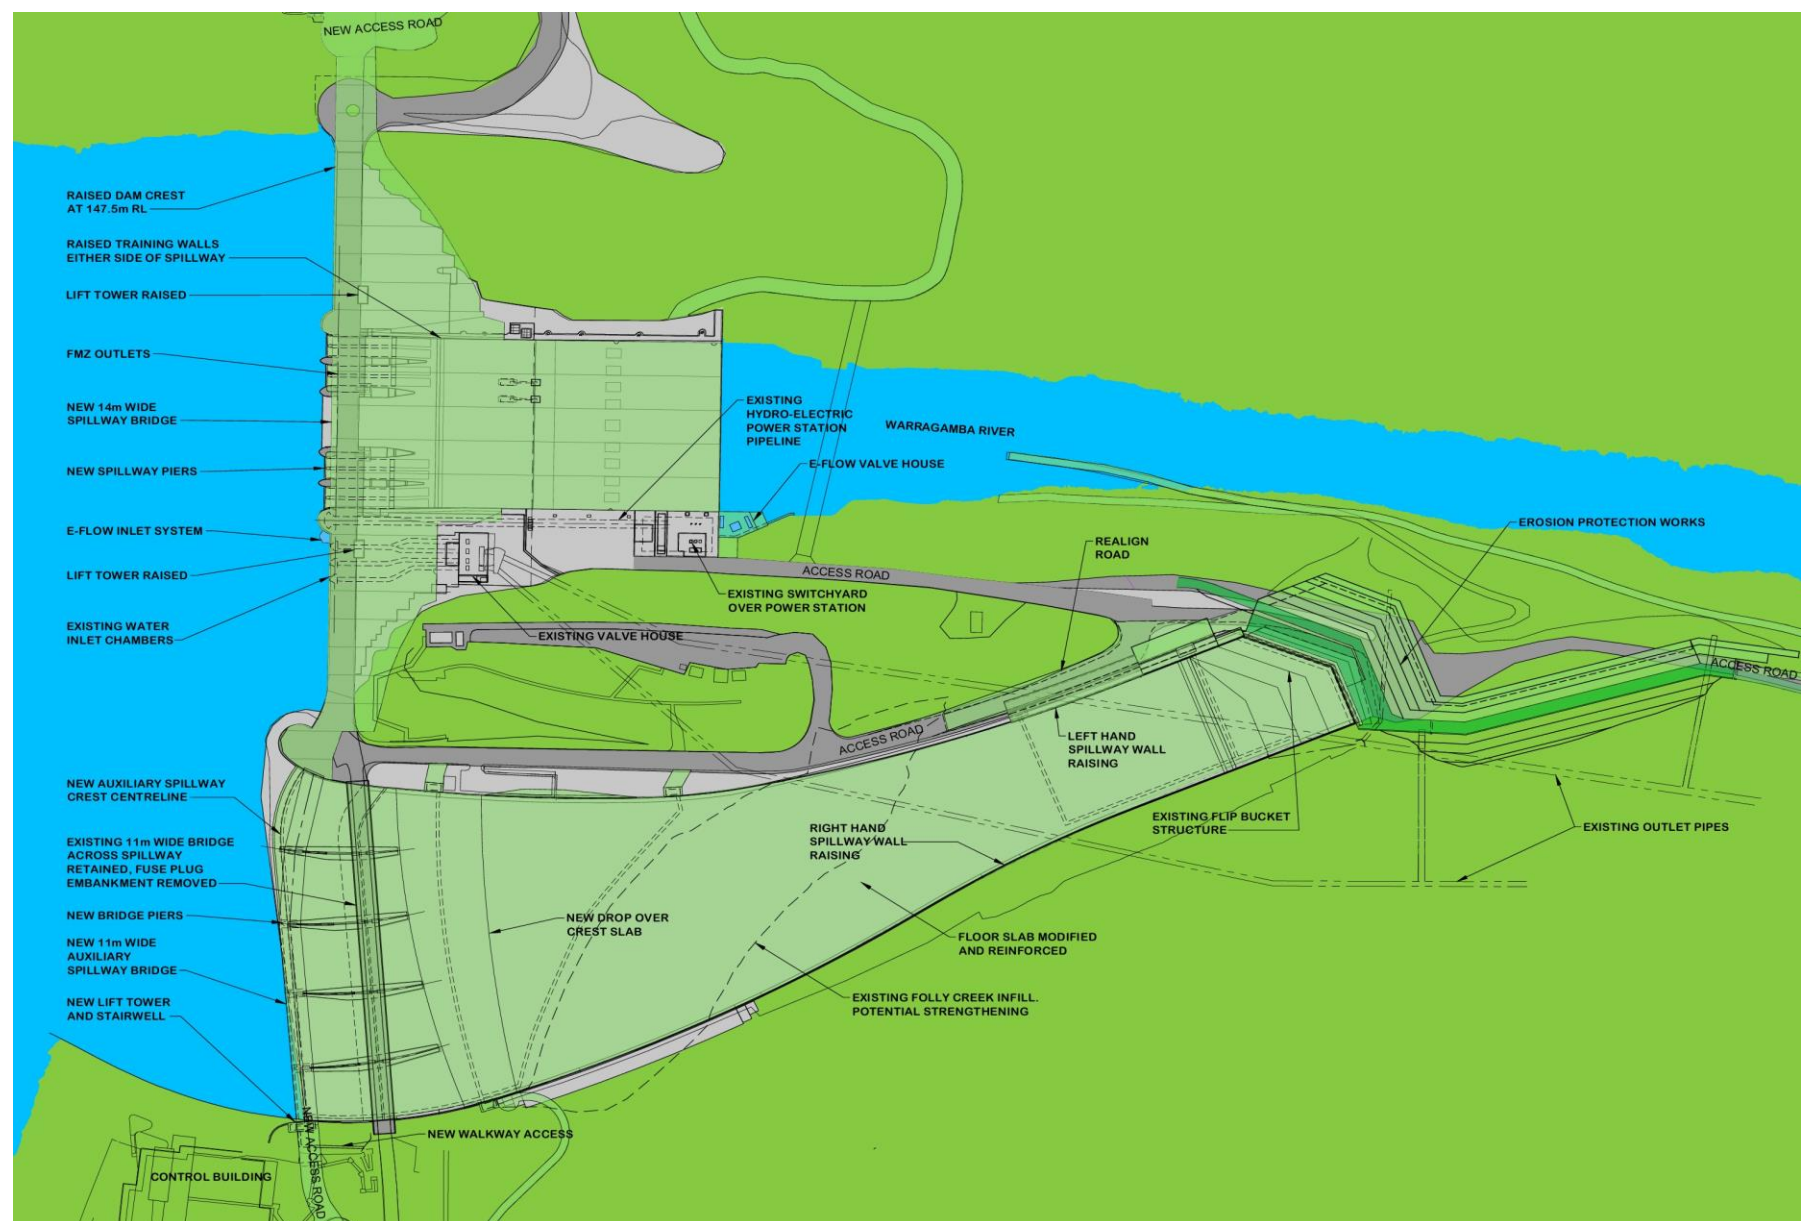 NEW ACCESS ROAD
RAISED DAM CREST
AT 147.5m RL
RAISED TRAINING WALLS
EITHER SIDE OF SPILLWAY
LIFT TOWER RAISED
FMZ OUTLETS
NEW 14m WIDE
SPILLWAY BRIDGE
NEW SPILLWAY PIERS
E-FLOW INLET SYSTEM
LIFT TOWER RAISED
EXISTING WATER
INLET CHAMBERS
EXISTING
HYDRO-ELECTRIC
POWER STATION
PIPELINE
WARRAGAMBA RIVER
E-FLOW VALVE HOUSE
EROSION PROTECTION WORKS
REALIGN
ROAD
ACCESS ROAD
EXISTING SWITCHYARD
OVER POWER STATION
EXISTING VALVE HOUSE
ACCESS ROAD
ACCESS ROAD
LEFT HAND
SPILLWAY WALL
RAISING
NEW AUXILIARY SPILLWAY
CREST CENTRELINE
EXISTING 11m WIDE BRIDGE
ACROSS SPILLWAY
RETAINED, FUSE PLUG
EMBANKMENT REMOVED
NEW BRIDGE PIERS
NEW 11m WIDE
AUXILIARY
SPILLWAY BRIDGE
NEW LIFT TOWER
AND STAIRWELL
RIGHT HAND
SPILLWAY WALL
RAISING
EXISTING FLIP BUCKET
STRUCTURE
EXISTING OUTLET PIPES
NEW DROP OVER
CREST SLAB
FLOOR SLAB MODIFIED
AND REINFORCED
EXISTING FOLLY CREEK INFILL.
POTENTIAL STRENGTHENING
NEW WALKWAY ACCESS
NEW ACCESS ROAD
CONTROL BUILDING